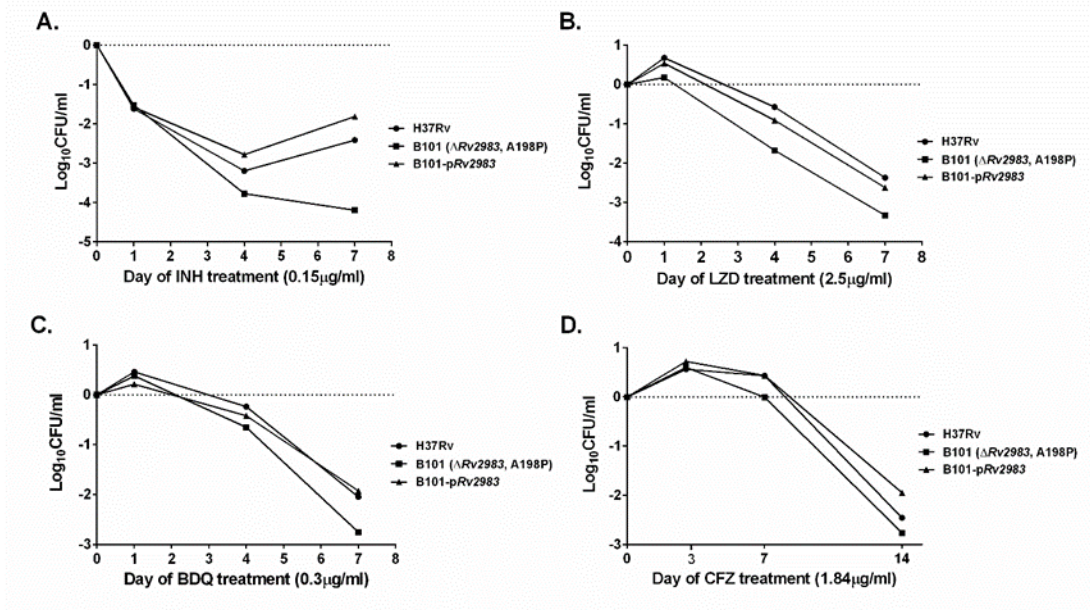 A.
0
-1
-2
-3
-4
-5
Log10CFU/ml
0 1 2 3 4 5 6 7 8
Day of INH treatment (0.15µg/ml)
H37Rv
B101 (ΔRv2983, A198P)
B101-pRv2983
B.
1
0
-1
-2
-3
-4
Log10CFU/ml
0 1 2 3 4 5 6 7 8
Day of LZD treatment (2.5µg/ml)
H37Rv
B101 (ΔRv2983, A198P)
B101-pRv2983
C.
1
0
-1
-2
-3
Log10CFU/ml
0 1 2 3 4 5 6 7 8
Day of BDQ treatment (0.3µg/ml)
H37Rv
B101 (ΔRv2983, A198P)
B101-pRv2983
D.
1
0
-1
-2
-3
Log10CFU/ml
0 3 7 14
Day of CFZ treatment (1.84µg/ml)
H37Rv
B101 (ΔRv2983, A198P)
B101-pRv2983